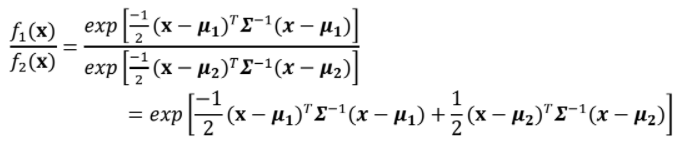 f₁(x)/f₂(x) = exp[-1/2 (x − μ₁)ᵀ Σ⁻¹(x − μ₁)] / exp[-1/2 (x − μ₂)ᵀ Σ⁻¹(x − μ₂)]
= exp[-1/2 (x − μ₁)ᵀ Σ⁻¹(x − μ₁) + 1/2 (x − μ₂)ᵀ Σ⁻¹(x − μ₂)]